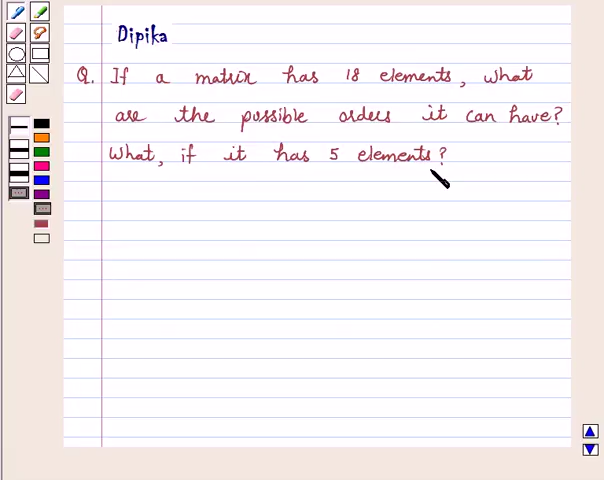 Dipika
Q. If a matrix has 18 elements, what
are the possible orders it can have?
What, if it has 5 elements?